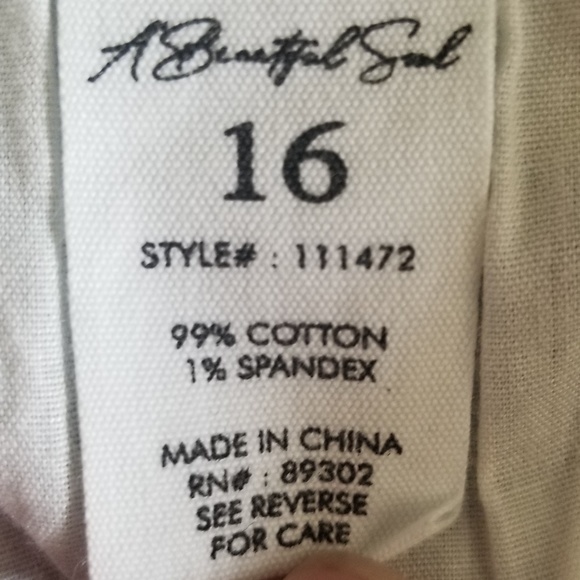 A Beautiful Soul
16
STYLE# : 111472
99% COTTON
1% SPANDEX
MADE IN CHINA
RN# : 89302
SEE REVERSE
FOR CARE